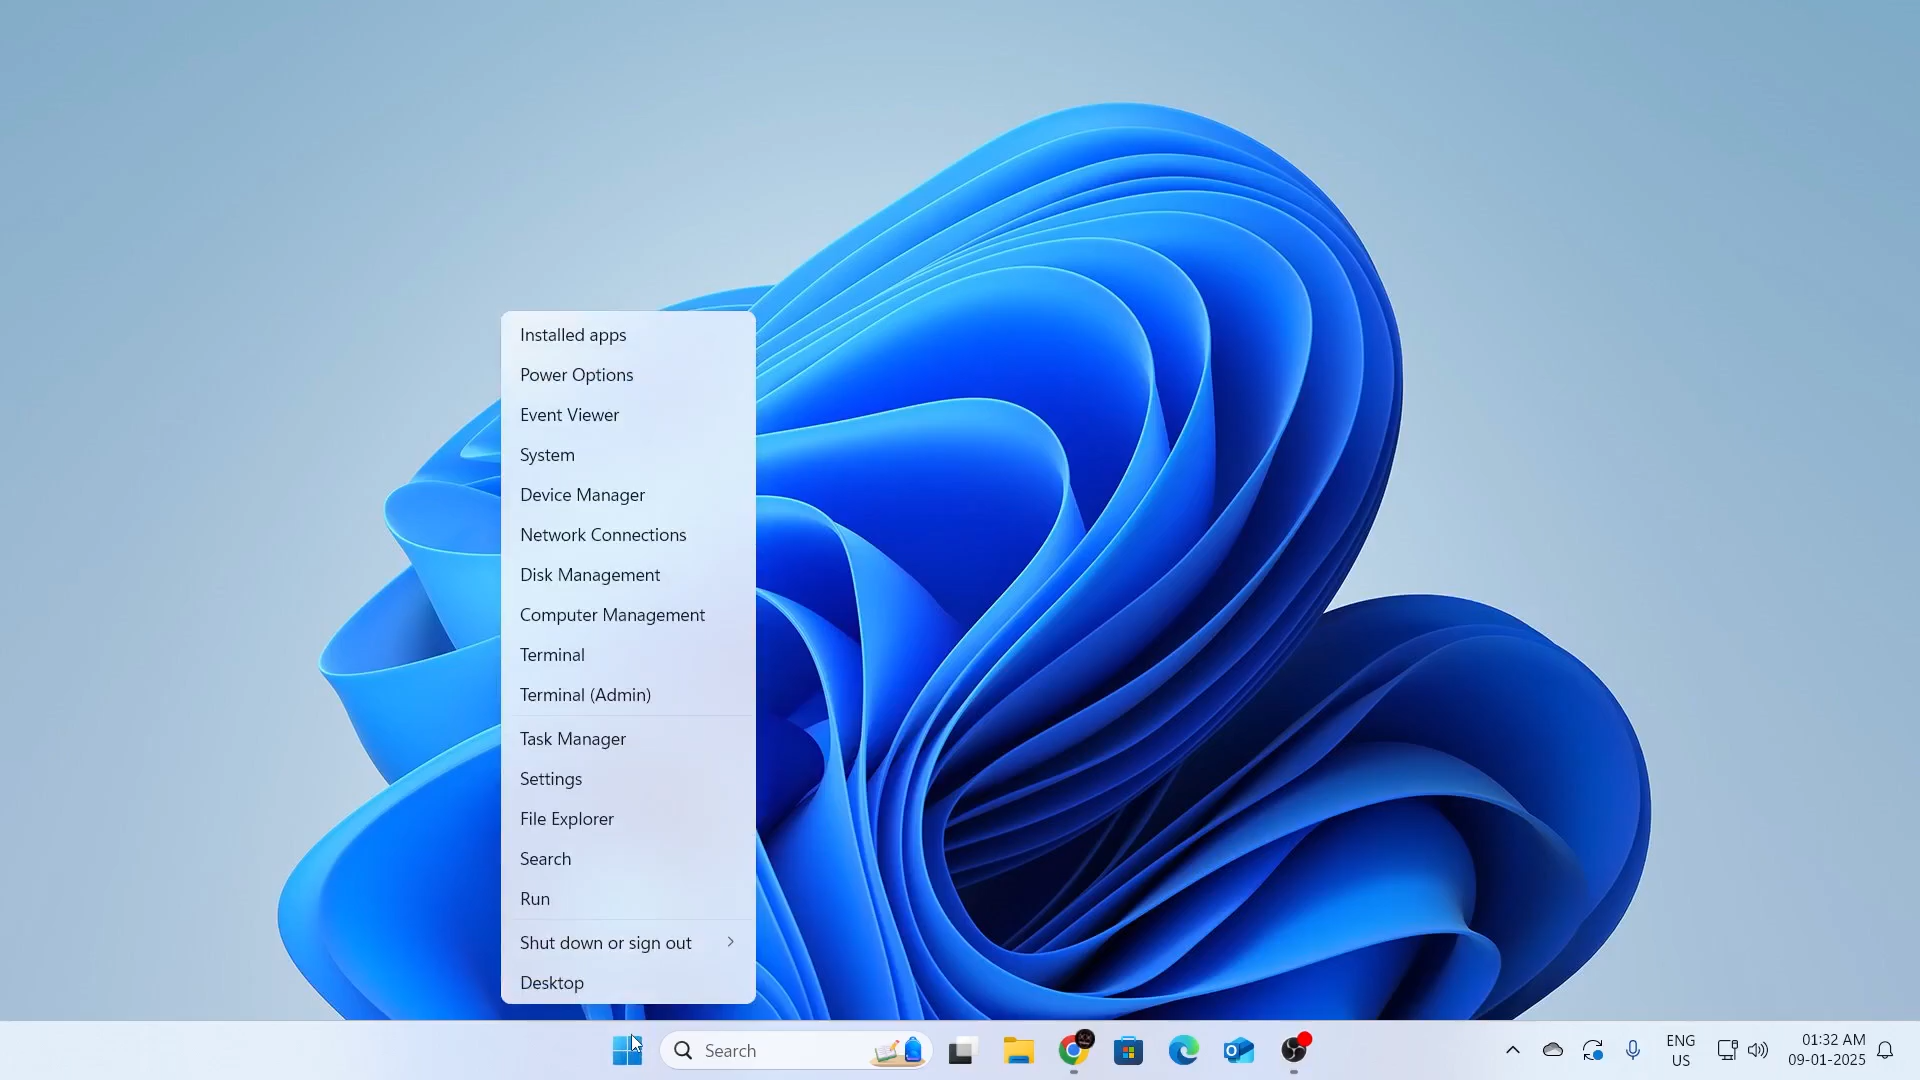 Installed apps
Power Options
Event Viewer
System
Device Manager
Network Connections
Disk Management
Computer Management
Terminal
Terminal (Admin)
Task Manager
Settings
File Explorer
Search
Run
Shut down or sign out
Desktop
Search
ENG
US
01:32 AM
09-01-2025